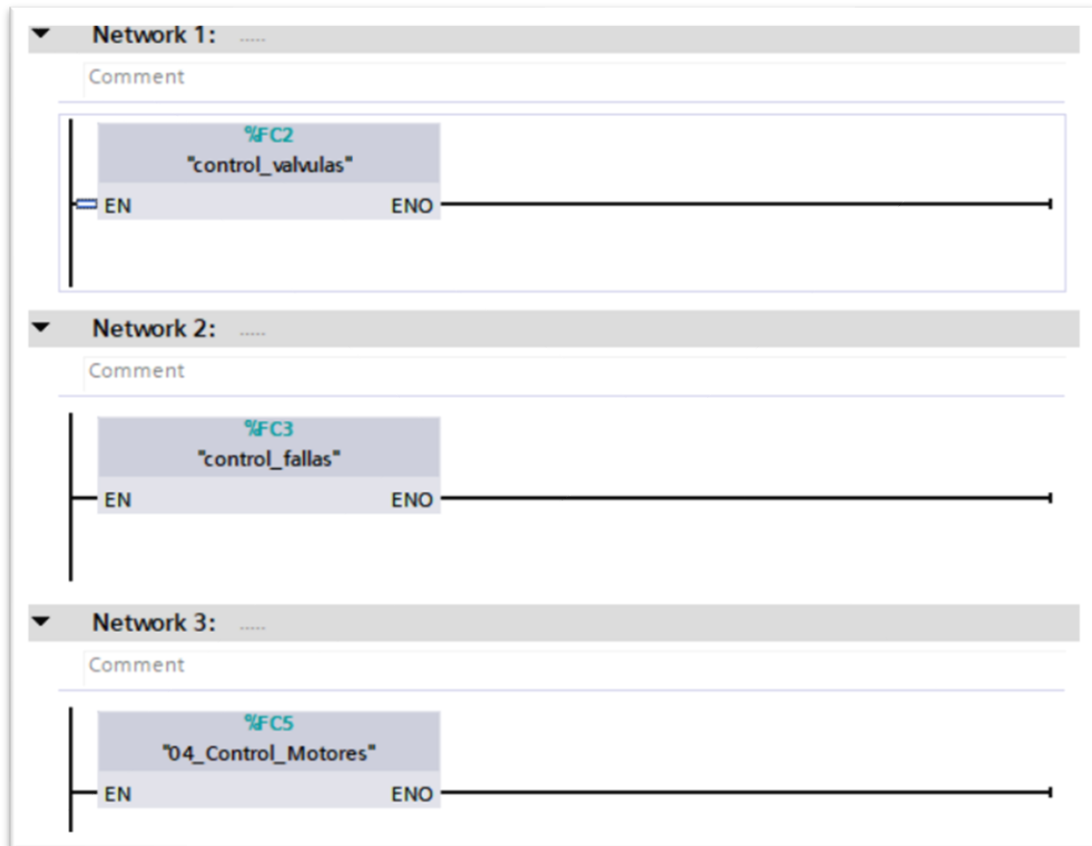 Network 1: .....
Comment
%FC2
"control_valvulas"
EN ENO
Network 2: .....
Comment
%FC3
"control_fallas"
EN ENO
Network 3: .....
Comment
%FC5
"04_Control_Motores"
EN ENO